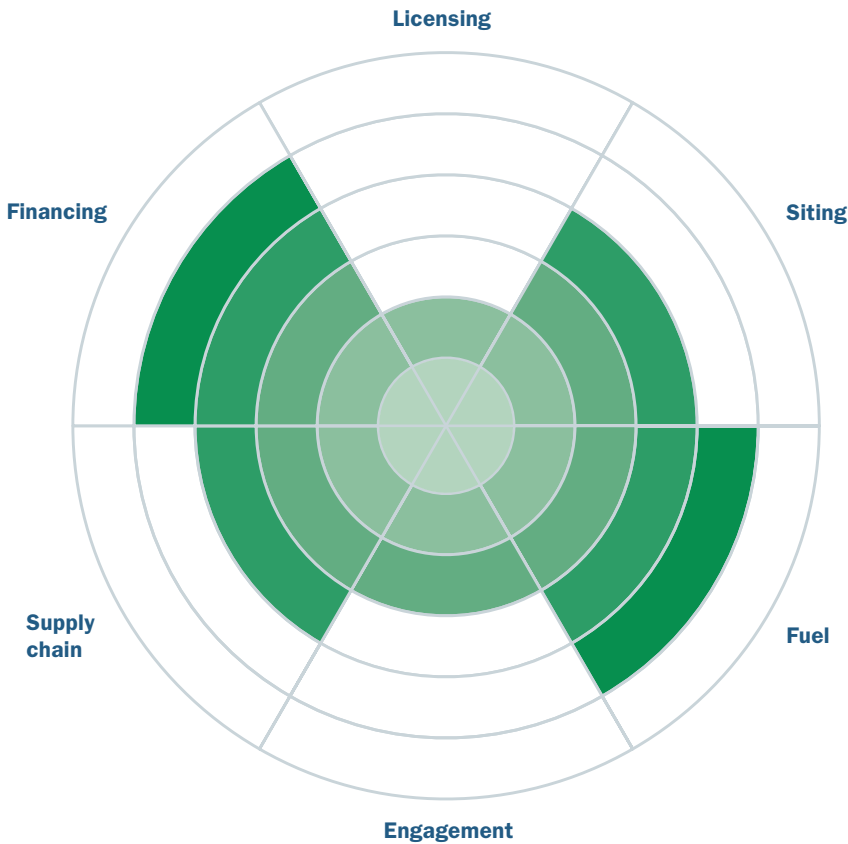 Licensing
Financing
Siting
Supply
chain
Fuel
Engagement